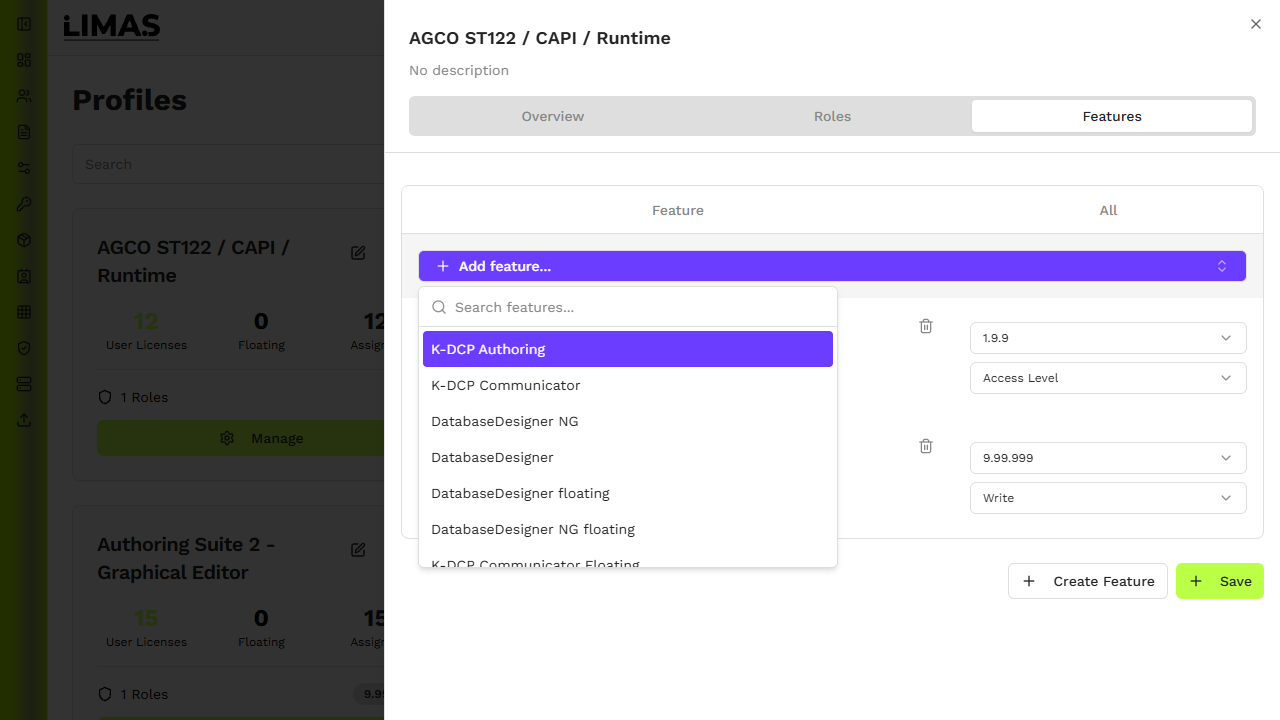 LIMAS
Profiles
Search
AGCO ST122 / CAPI /
Runtime
12
User Licenses
0
Floating
12
Assign
1 Roles
Manage
Authoring Suite 2 -
Graphical Editor
15
User Licenses
0
Floating
15
Assign
1 Roles
9.9
AGCO ST122 / CAPI / Runtime
No description
Overview
Roles
Features
Feature
All
Add feature...
Search features...
K-DCP Authoring
K-DCP Communicator
DatabaseDesigner NG
DatabaseDesigner
DatabaseDesigner floating
DatabaseDesigner NG floating
K-DCP Communicator Floating
1.9.9
Access Level
9.99.999
Write
Create Feature
Save